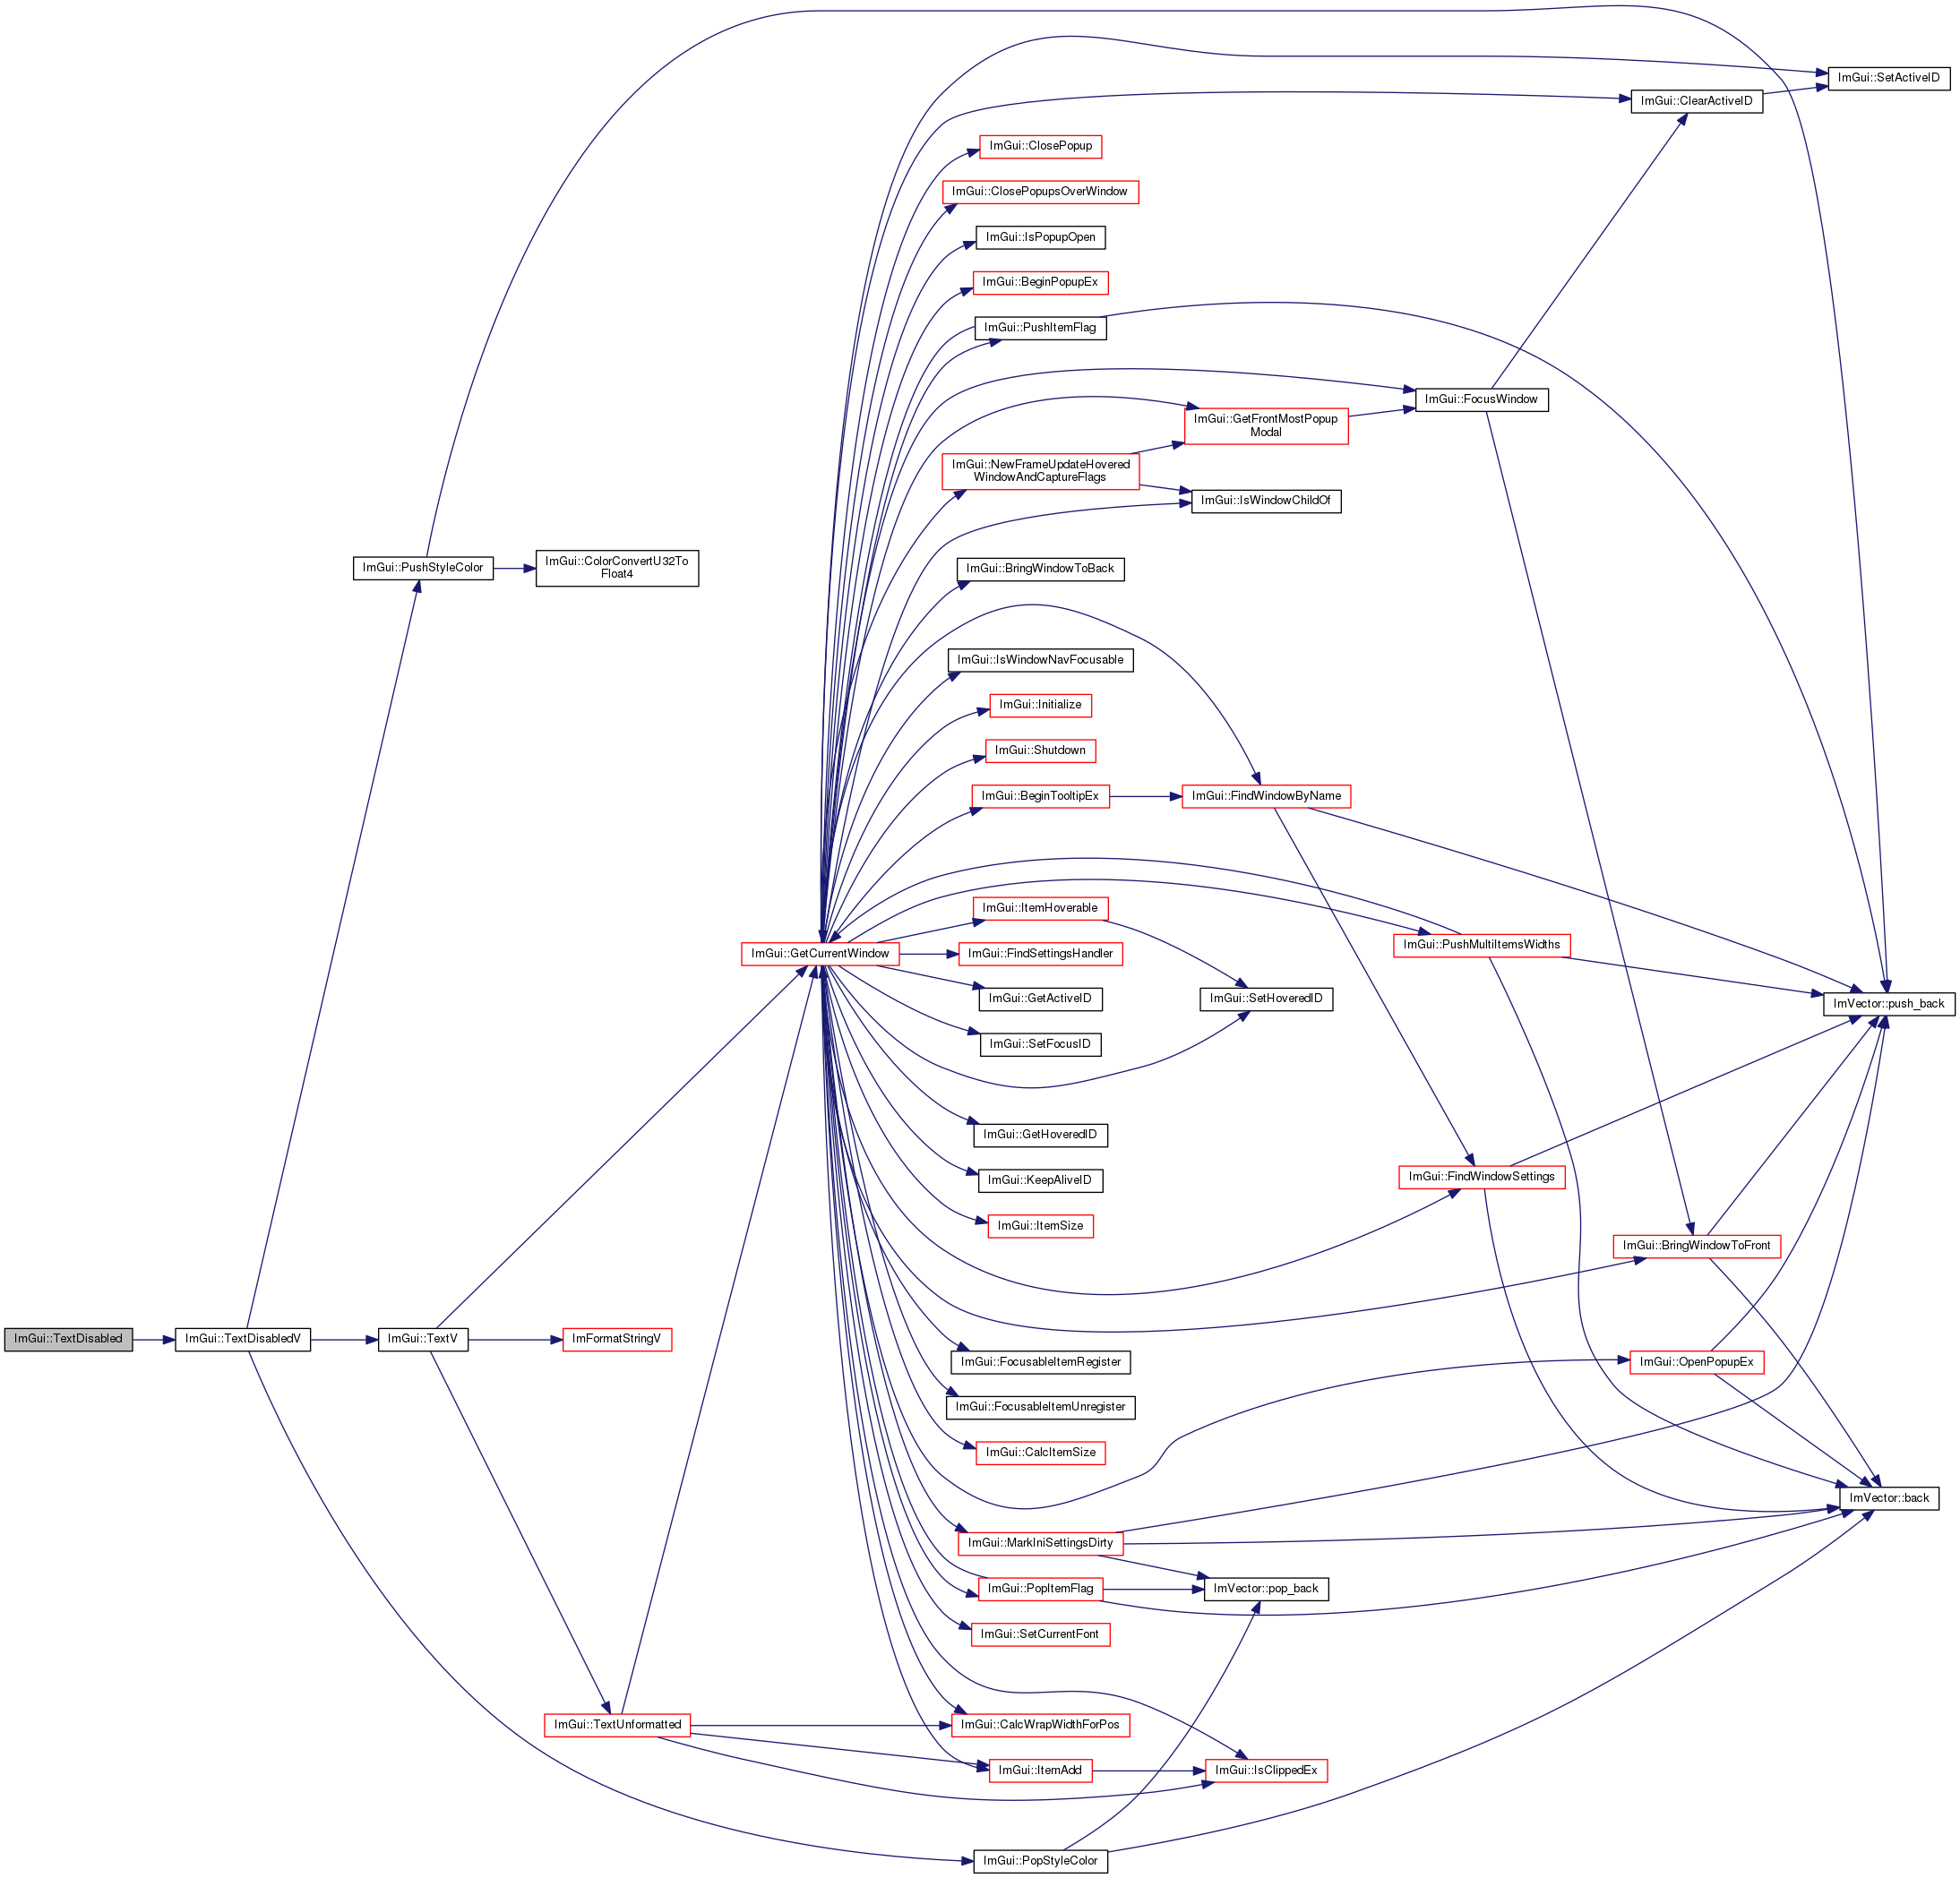 ImGui::SetActiveID
ImGui::ClearActiveID
ImGui::ClosePopup
ImGui::ClosePopupsOverWindow
ImGui::IsPopupOpen
ImGui::BeginPopupEx
ImGui::PushItemFlag
ImGui::FocusWindow
ImGui::GetFrontMostPopup
Modal
ImGui::NewFrameUpdateHovered
WindowAndCaptureFlags
ImGui::IsWindowChildOf
ImGui::PushStyleColor
ImGui::ColorConvertU32To
Float4
ImGui::BringWindowToBack
ImGui::IsWindowNavFocusable
ImGui::Initialize
ImGui::Shutdown
ImGui::BeginTooltipEx
ImGui::FindWindowByName
ImGui::ItemHoverable
ImGui::PushMultiItemsWidths
ImGui::GetCurrentWindow
ImGui::FindSettingsHandler
ImGui::GetActiveID
ImGui::SetHoveredID
ImVector::push_back
ImGui::SetFocusID
ImGui::GetHoveredID
ImGui::KeepAliveID
ImGui::FindWindowSettings
ImGui::ItemSize
ImGui::BringWindowToFront
ImGui::TextDisabled
ImGui::TextDisabledV
ImGui::TextV
ImFormatStringV
ImGui::FocusableItemRegister
ImGui::OpenPopupEx
ImGui::FocusableItemUnregister
ImGui::CalcItemSize
ImVector::back
ImGui::MarkIniSettingsDirty
ImGui::PopItemFlag
ImVector::pop_back
ImGui::SetCurrentFont
ImGui::TextUnformatted
ImGui::CalcWrapWidthForPos
ImGui::ItemAdd
ImGui::IsClippedEx
ImGui::PopStyleColor